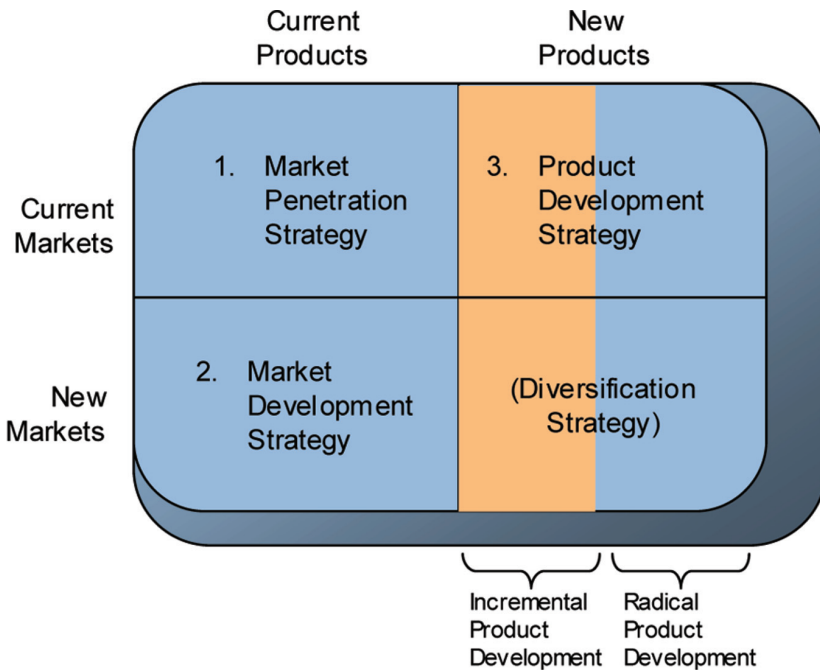 Current
Products
New
Products
Current
Markets
1. Market
Penetration
Strategy
3. Product
Development
Strategy
New
Markets
2. Market
Development
Strategy
(Diversification
Strategy)
Incremental
Product
Development
Radical
Product
Development